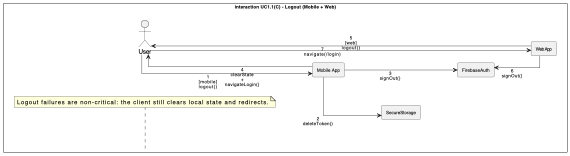 Interaction UC1.1(C) - Logout (Mobile + Web)
5
[web]
logout()
7
navigate(/login)
WebApp
User
4
clearState
+
navigateLogin()
1
[mobile]
logout()
Mobile App
3
signOut()
FirebaseAuth
6
signOut()
Logout failures are non-critical: the client still clears local state and redirects.
SecureStorage
2
deleteToken()